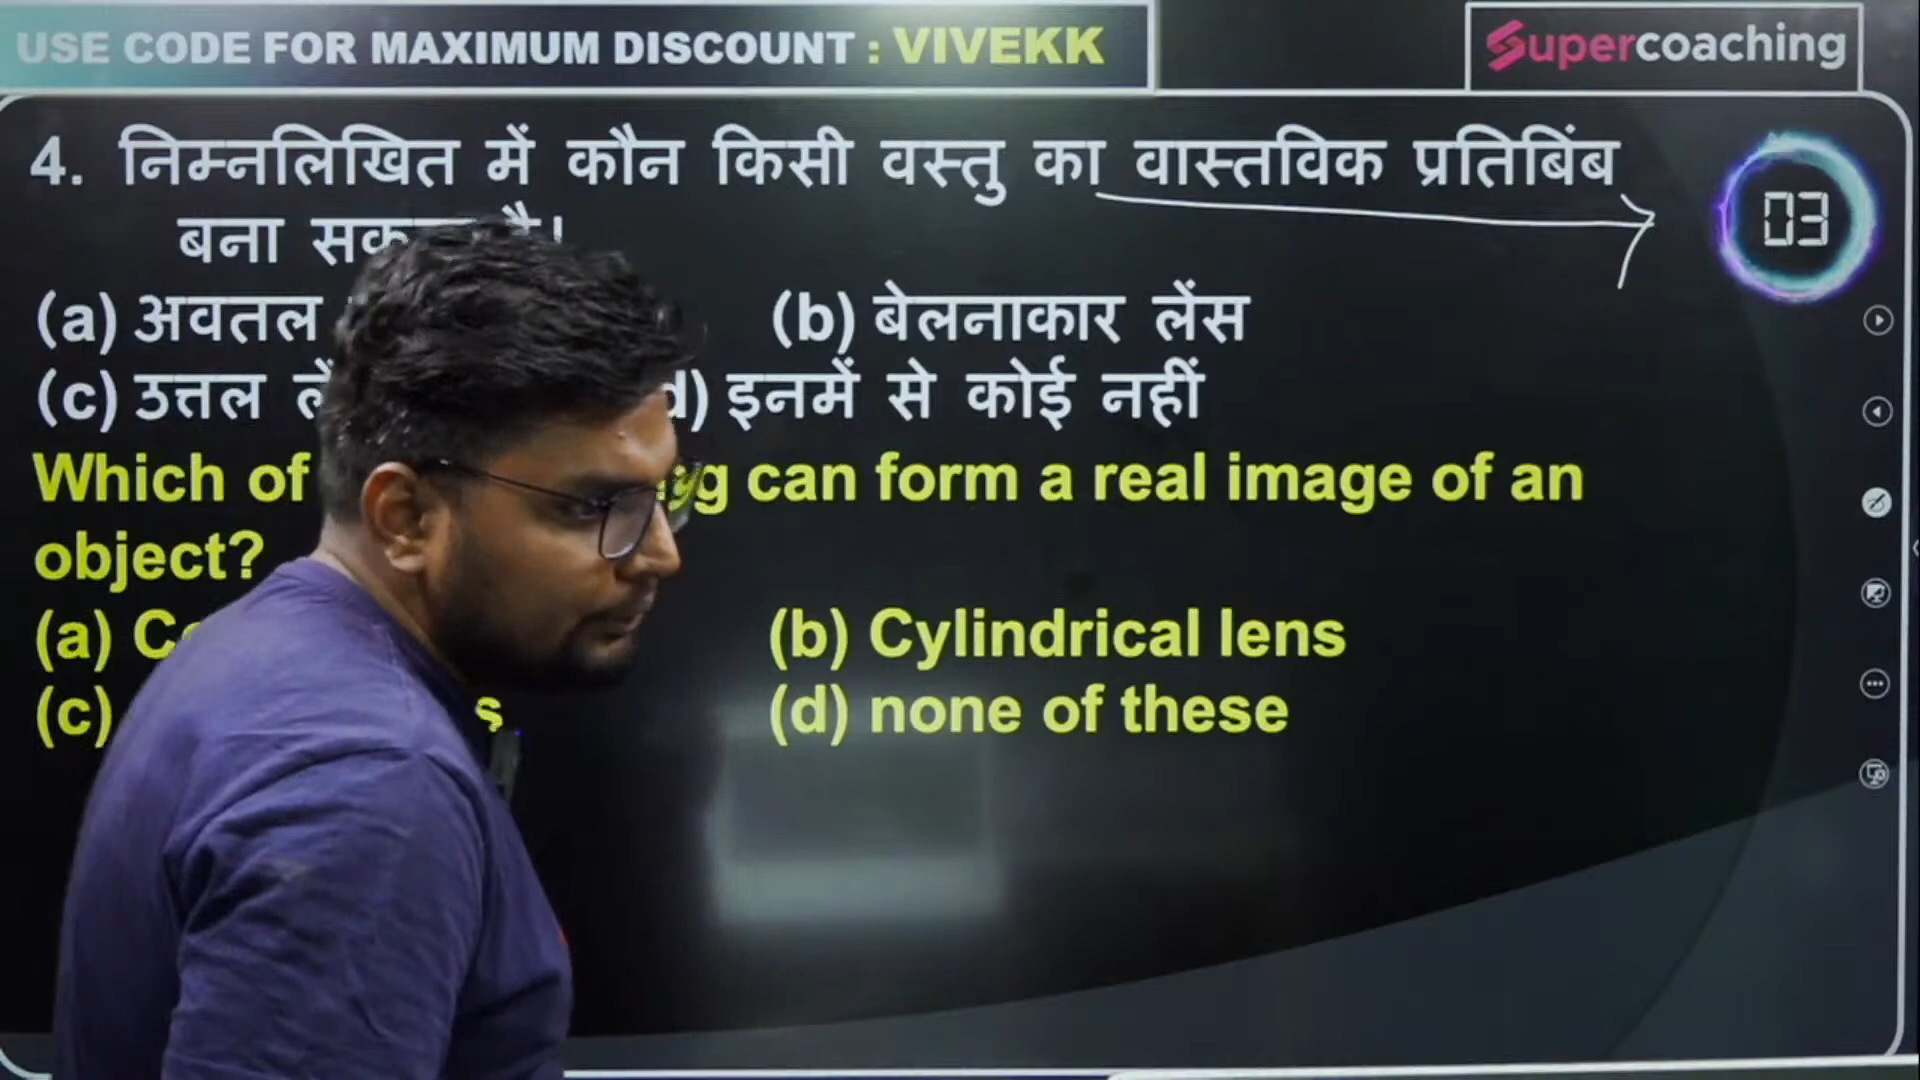 USE CODE FOR MAXIMUM DISCOUNT : VIVEKK
Supercoaching
4. निम्नलिखित में कौन किसी वस्तु का वास्तविक प्रतिबिंब
03
बना है।
(a) अवतल
(b) बेलनाकार लेंस
(c) उत्तल
(d) इनमें से कोई नहीं
Which of can form a real image of an
object?
(a)
(b) Cylindrical lens
(c)
(d) none of these